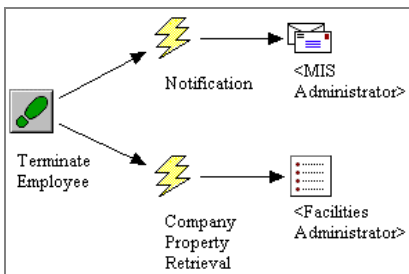 Notification
<MIS
Administrator>
Terminate
Employee
Company
Property
Retrieval
<Facilities
Administrator>